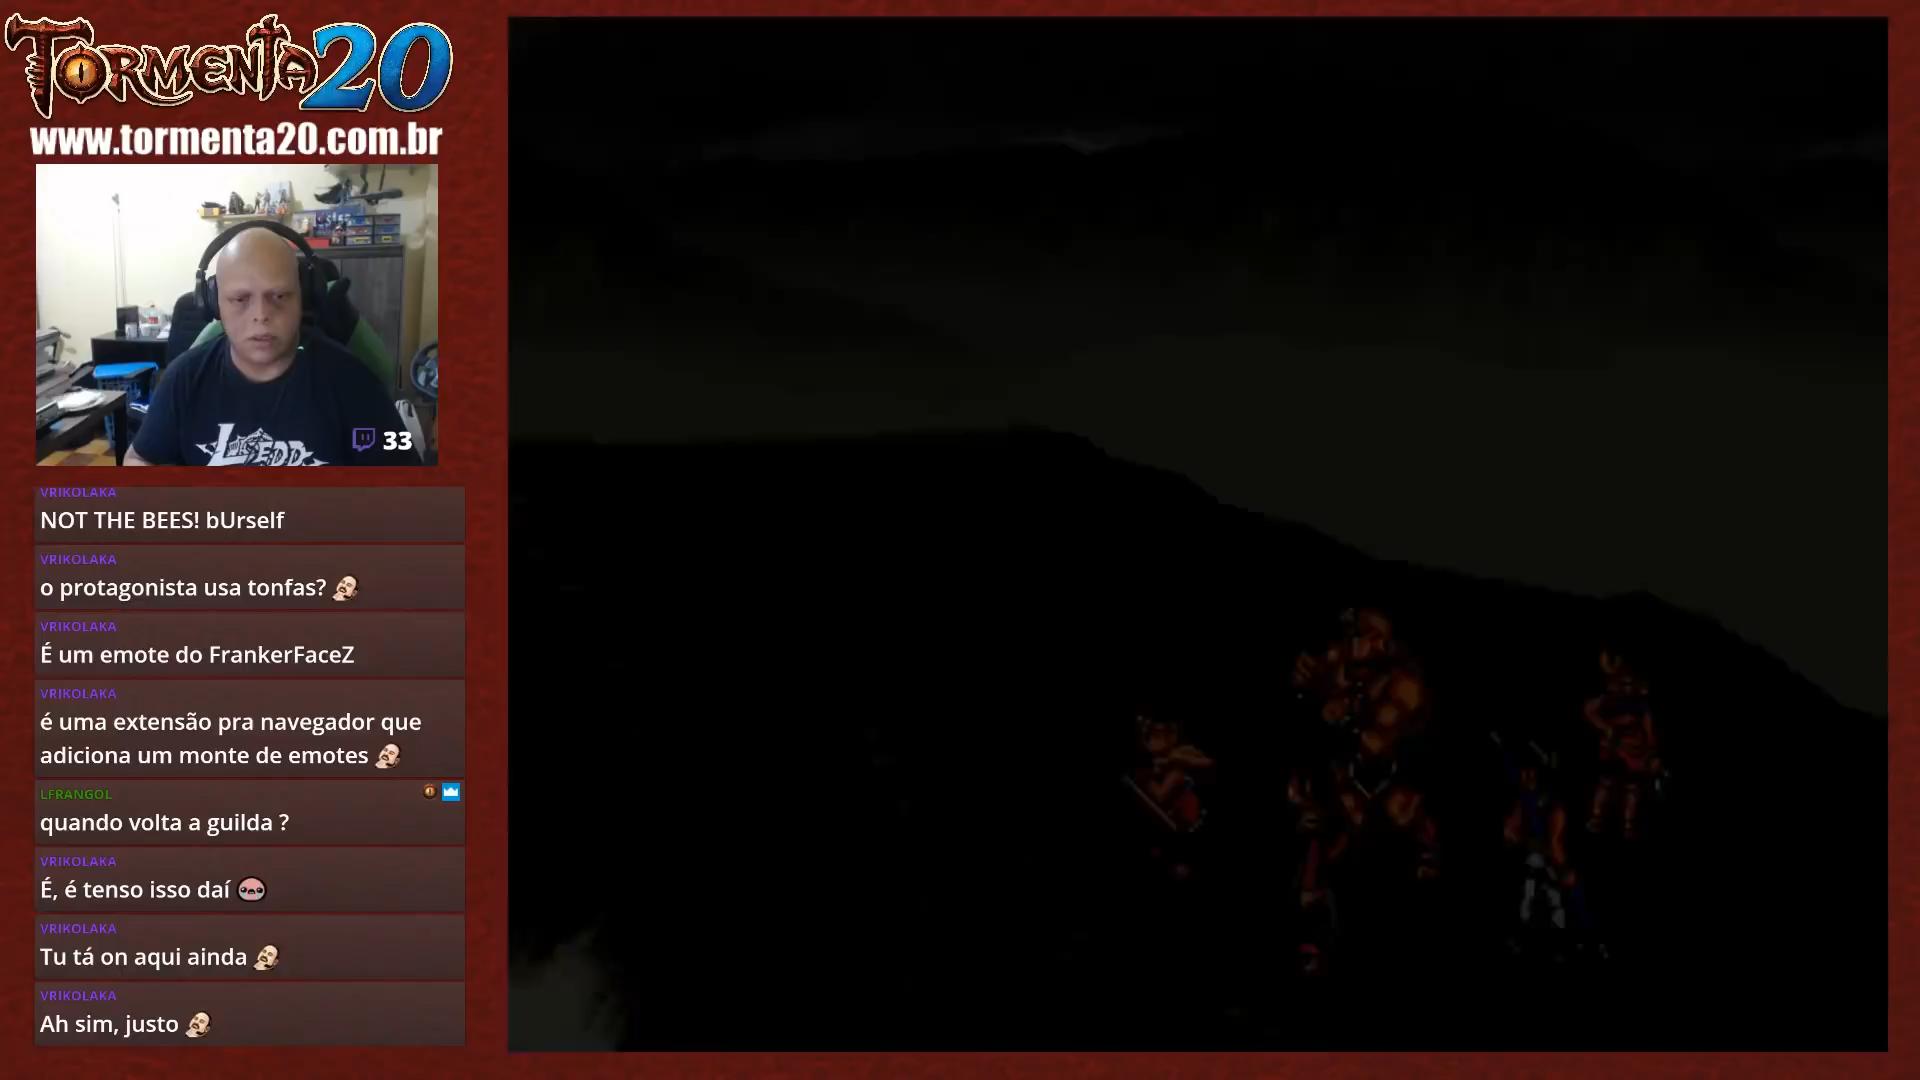 TORMENTA20
www.tormenta20.com.br
33
VRIKOLAKA
NOT THE BEES! bUrself
VRIKOLAKA
o protagonista usa tonfas?
VRIKOLAKA
É um emote do FrankerFaceZ
VRIKOLAKA
é uma extensão pra navegador que
adiciona um monte de emotes
LFRANGOL
quando volta a guilda ?
VRIKOLAKA
É, é tenso isso daí
VRIKOLAKA
Tu tá on aqui ainda
VRIKOLAKA
Ah sim, justo